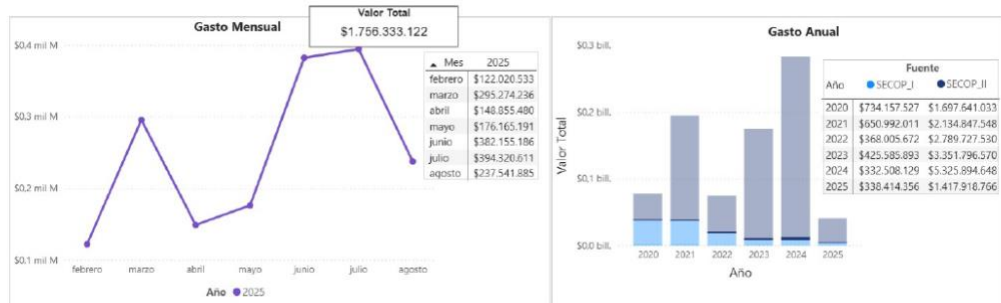 Gasto Mensual
Valor Total
$1.756.333.122
$0,4 mil M
$0,3 mil M
$0,2 mil M
$0,1 mil M
febrero marzo abril mayo junio julio agosto
Año 2025
Mes 2025
febrero $122.020.533
marzo $295.274.236
abril $148.855.480
mayo $176.165.191
junio $382.155.186
julio $394.320.611
agosto $237.541.885
Gasto Anual
Valor Total
$0,3 bill.
$0,2 bill.
$0,1 bill.
$0,0 bill.
2020 2021 2022 2023 2024 2025
Año
Fuente
Año SECOP_I SECOP_II
2020 $734.157.527 $1.697.641.033
2021 $650.992.011 $2.134.847.548
2022 $368.005.672 $2.789.727.530
2023 $425.585.893 $3.351.796.570
2024 $332.508.129 $5.325.894.648
2025 $338.414.356 $1.417.918.766